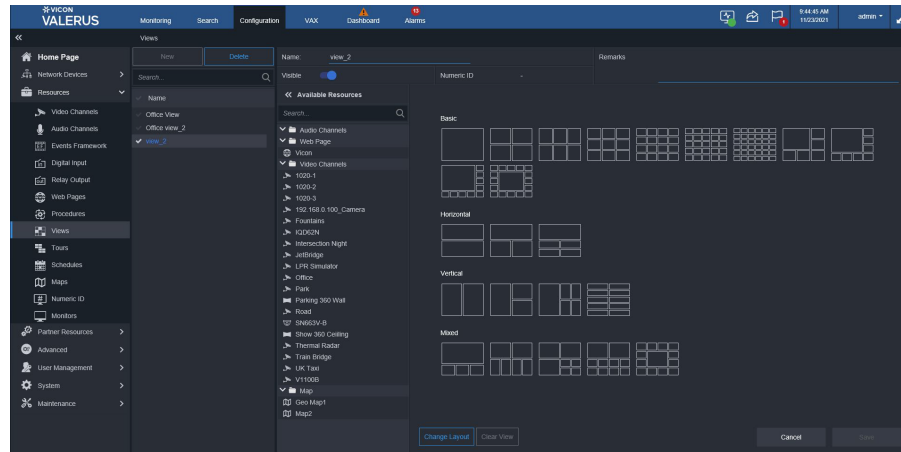 VICON
VALERUS
Monitoring
Search
Configuration
VAX
Dashboard
13
Alarms
9:44:45 AM
11/23/2021
admin
Views
Home Page
Network Devices
Resources
Video Channels
Audio Channels
Events Framework
Digital Input
Relay Output
Web Pages
Procedures
Views
Tours
Schedules
Maps
Numeric ID
Monitors
Partner Resources
Advanced
User Management
System
Maintenance
New
Delete
Search...
Name
Office View
Office view_2
view_2
Name:
view_2
Remarks
Visible
Numeric ID
-
Available Resources
Search...
Audio Channels
Web Page
Vicon
Video Channels
1020-1
1020-2
1020-3
192.168.0.100_Camera
Fountains
IQD62N
Intersection Night
JetBridge
LPR Simulator
Office
Park
Parking 360 Wall
Road
SN663V-B
Show 360 Ceiling
Thermal Radar
Train Bridge
UK Taxi
V1100B
Map
Geo Map1
Map2
Basic
Horizontal
Vertical
Mixed
Change Layout
Clear View
Cancel
Save